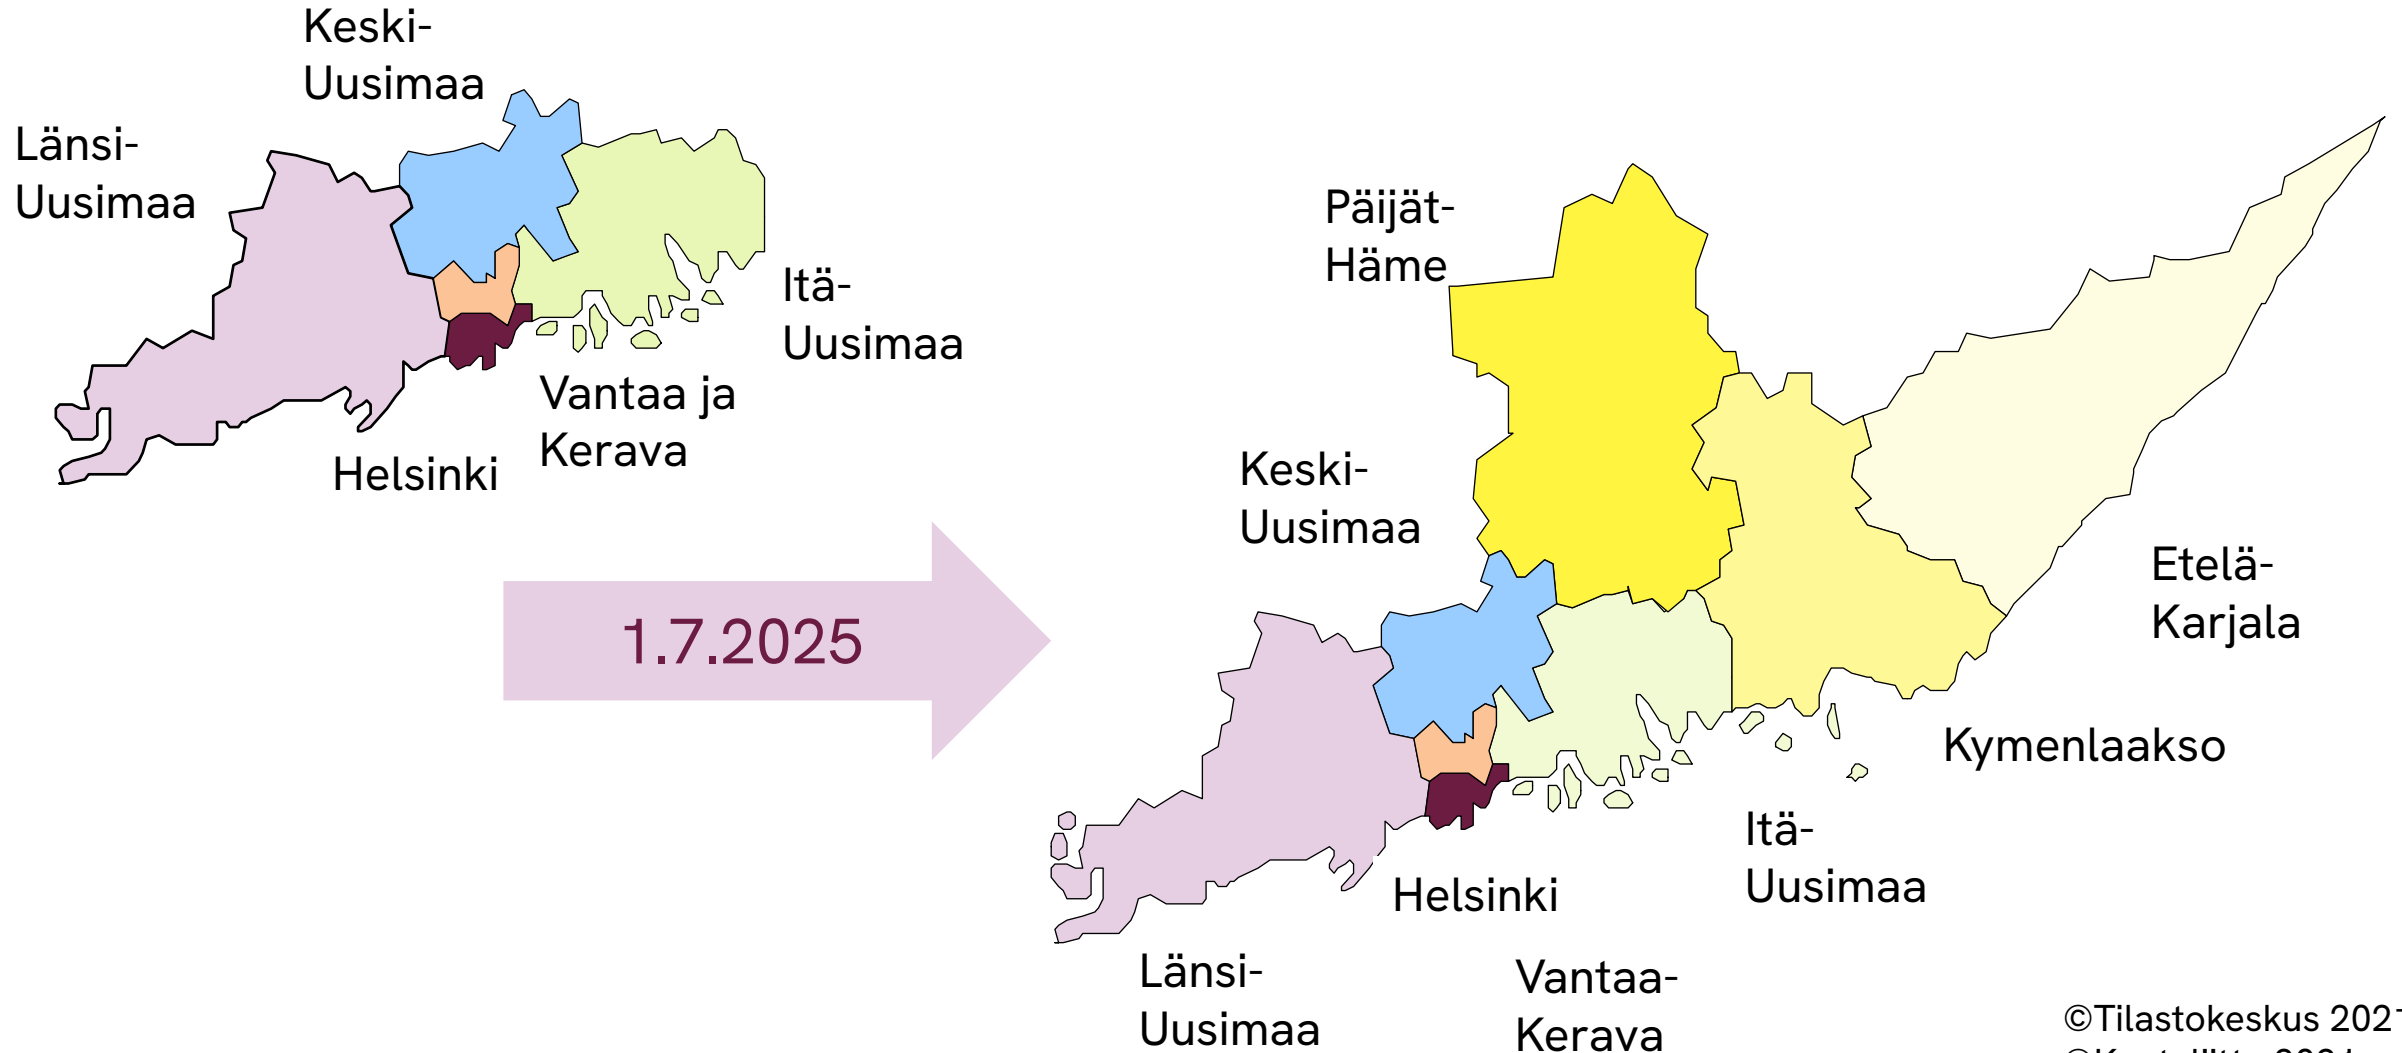 Keski-
Uusimaa
Länsi-
Uusimaa
Itä-
Uusimaa
Vantaa ja
Kerava
Helsinki
1.7.2025
Päijät-
Häme
Keski-
Uusimaa
Etelä-
Karjala
Kymenlaakso
Itä-
Uusimaa
Helsinki
Länsi-
Uusimaa
Vantaa-
Kerava
©Tilastokeskus 2021